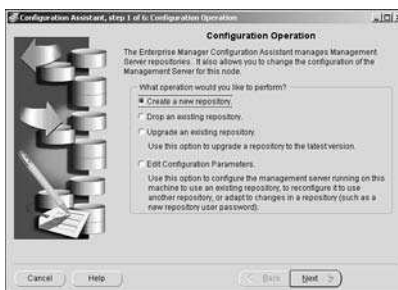 Configuration Assistant, step 1 of 6: Configuration Operation
Configuration Operation
The Enterprise Manager Configuration Assistant manages Management
Server repositories. It also allows you to change the configuration of the
Management Server for this node.
What operation would you like to perform?
Create a new repository.
Drop an existing repository.
Upgrade an existing repository.
Use this option to upgrade a repository to the latest version.
Edit Configuration Parameters.
Use this option to configure the management server running on this
machine to use an existing repository, to reconfigure it to use
another repository, or adapt to changes in a repository (such as a
new repository user password).
Cancel
Help
Back
Next